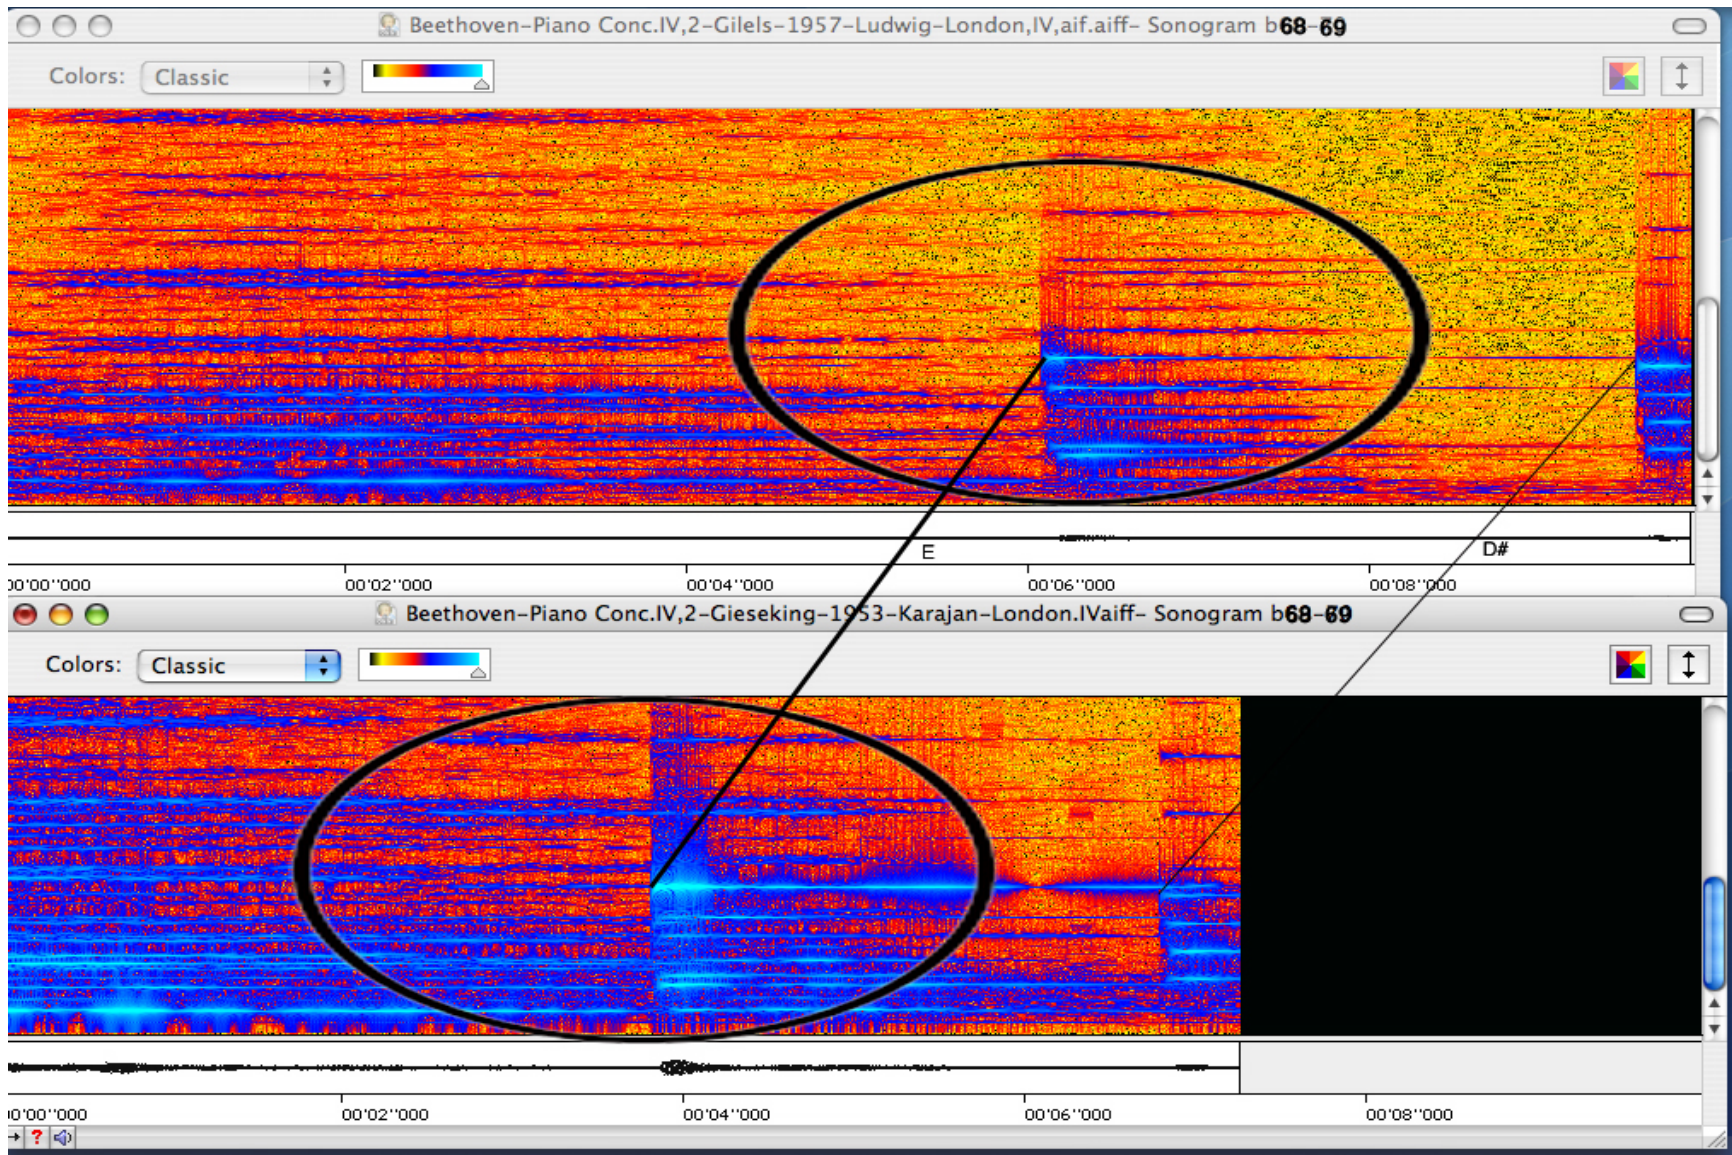 Beethoven-Piano Conc.IV,2-Gilels-1957-Ludwig-London,IV,aif.aiff- Sonogram b68-69
Colors: Classic
E D#
00'00''000 00'02''000 00'04''000 00'06''000 00'08''000
Beethoven-Piano Conc.IV,2-Gieseking-1953-Karajan-London.IVaiff- Sonogram b68-69
Colors: Classic
00'00''000 00'02''000 00'04''000 00'06''000 00'08''000
?